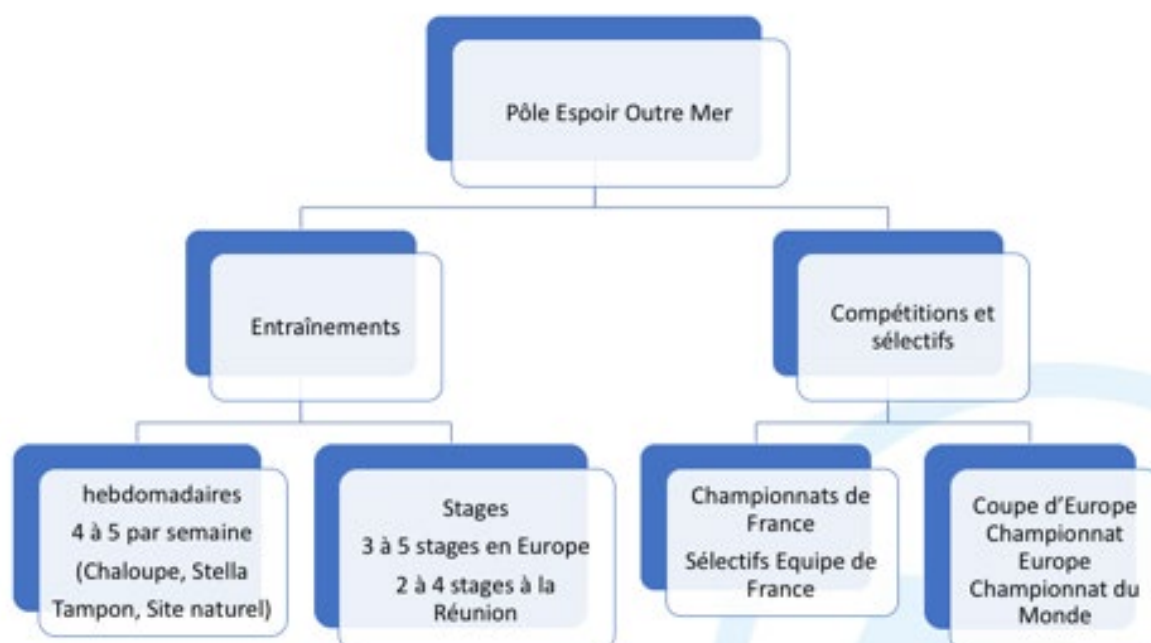 Pôle Espoir Outre Mer
Entraînements
Compétitions et
sélectifs
hebdomadaires
4 à 5 par semaine
(Chaloupe, Stella
Tampon, Site naturel)
Stages
3 à 5 stages en Europe
2 à 4 stages à la
Réunion
Championnats de
France
Sélectifs Equipe de
France
Coupe d’Europe
Championnat
Europe
Championnat du
Monde